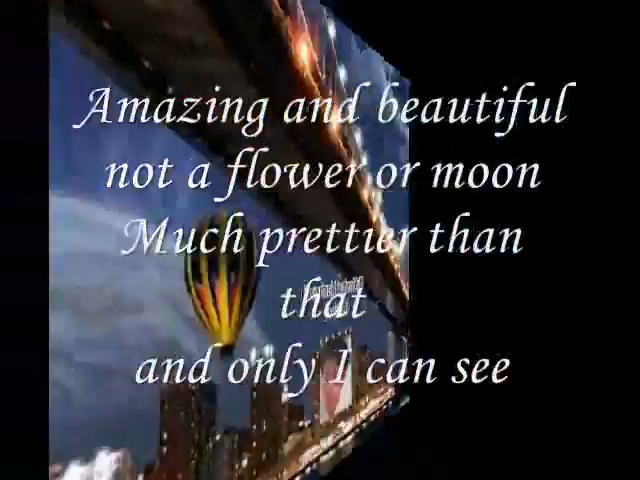 Amazing and beautiful
not a flower or moon
Much prettier than
that
and only I can see